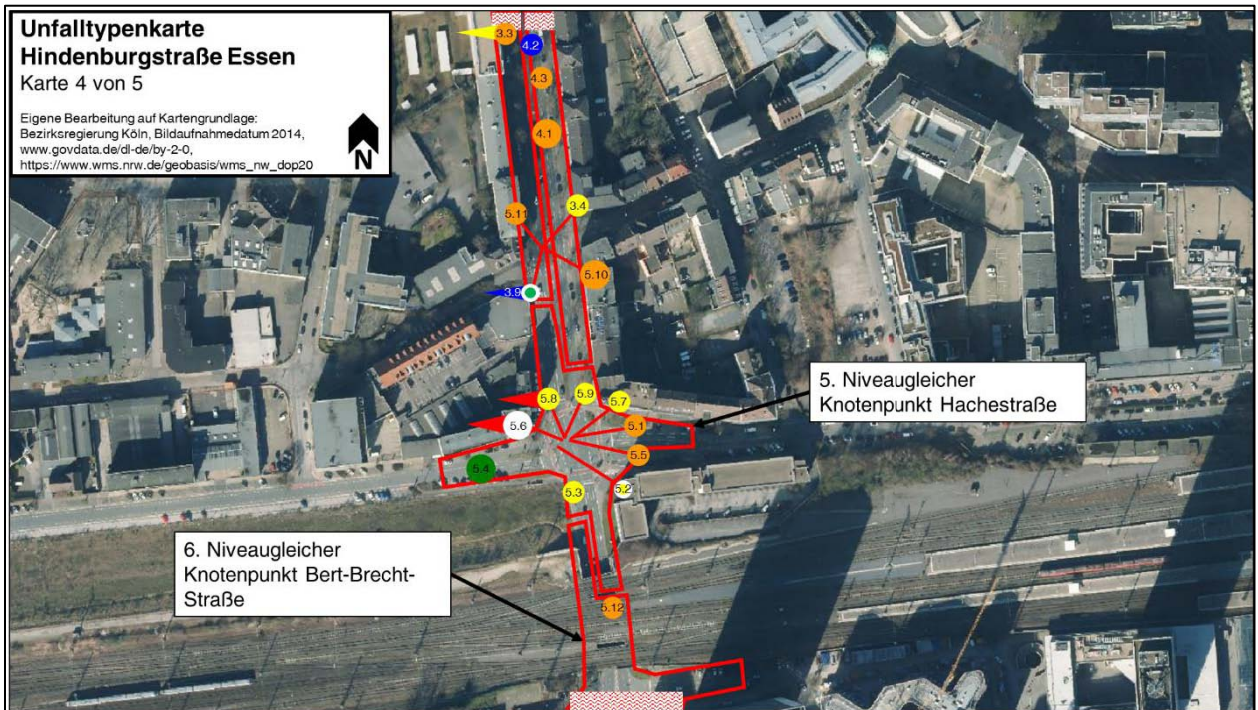 Unfalltypenkarte
Hindenburgstraße Essen
Karte 4 von 5
Eigene Bearbeitung auf Kartengrundlage:
Bezirksregierung Köln, Bildaufnahmedatum 2014,
www.govdata.de/dl-de/by-2-0,
https://www.wms.nrw.de/geobasis/wms_nw_dop20
N
3.3
4.2
4.3
4.1
3.4
5.11
5.10
3.9
5.8
5.9
5.7
5.6
5.1
5.5
5.4
5.3
5.2
5.12
5. Niveaugleicher
Knotenpunkt Hachestraße
6. Niveaugleicher
Knotenpunkt Bert-Brecht-
Straße